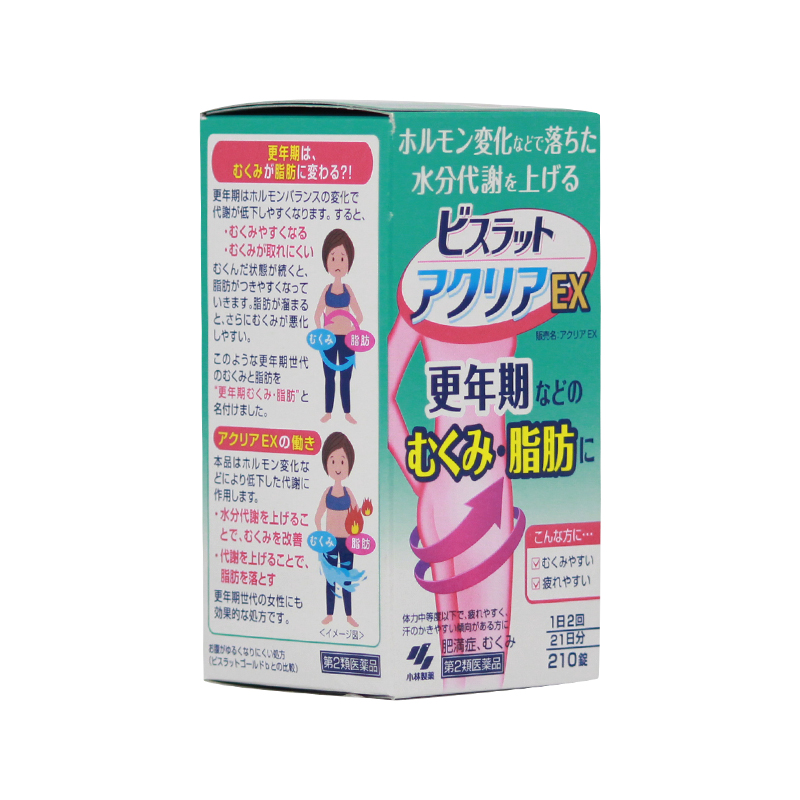 更年期は、
むくみが脂肪に変わる?!
更年期はホルモンバランスの変化で
代謝が低下しやすくなります。すると、
・むくみやすくなる
・むくみが取れにくい
むくんだ状態が続くと、
脂肪がつきやすくなって
いきます。脂肪が溜まる
と、さらにむくみが悪化
しやすい。
むくみ
脂肪
このような更年期世代
のむくみと脂肪を
"更年期むくみ・脂肪"と
名付けました。
アクリアEXの働き
本品はホルモン変化な
どにより低下した代謝に
作用します。
・水分代謝を上げるこ
とで、むくみを改善
・代謝を上げることで、
脂肪を落とす
むくみ
脂肪
更年期世代の女性にも
効果的な処方です。
<イメージ図>
お腹がゆるくなりにくい処方
(ビスラットゴールドbとの比較)
第2類医薬品
ホルモン変化などで落ちた
水分代謝を上げる
ビスラット
アクリアEX
販売名:アクリアEX
更年期などの
むくみ・脂肪に
こんな方に…
むくみやすい
疲れやすい
体力中等度以下で、疲れやすく、
汗のかきやすい傾向がある方に
肥満症、むくみ
小林製薬
第2類医薬品
1日2回
21日分
210錠